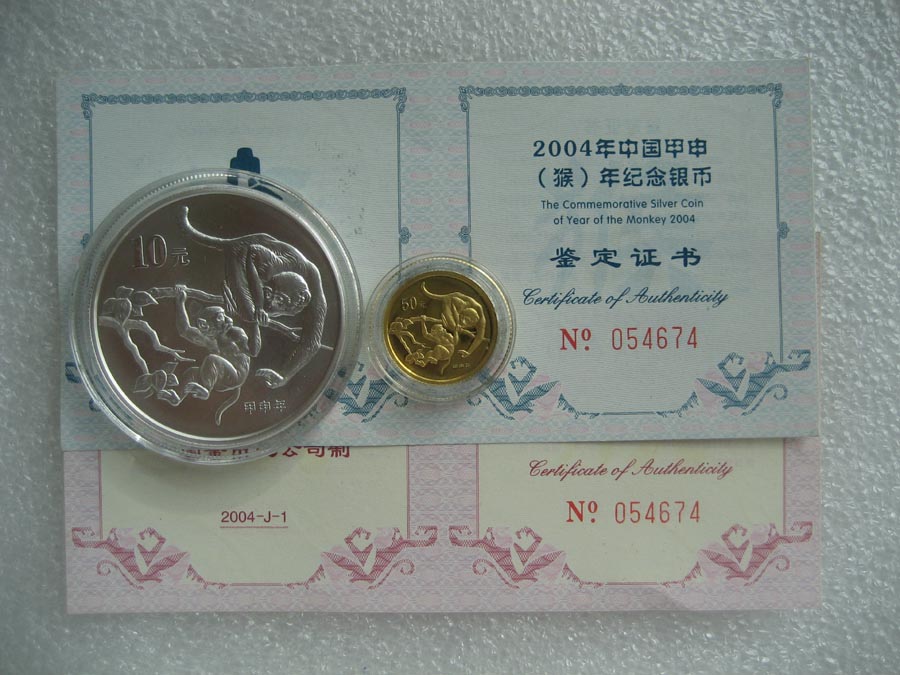 10元
甲申年
50元
2004年中国甲申
（猴）年纪念银币
The Commemorative Silver Coin
of Year of the Monkey 2004
鉴定证书
Certificate of Authenticity
Nº 054674
公司制
2004-J-1
Certificate of Authenticity
Nº 054674